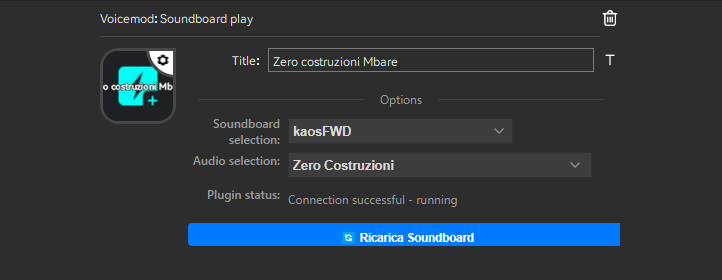 Voicemod: Soundboard play
o costruzioni Mb
Title:
Zero costruzioni Mbare
T
Options
Soundboard
selection:
kaosFWD
Audio selection:
Zero Costruzioni
Plugin status:
Connection successful - running
Ricarica Soundboard